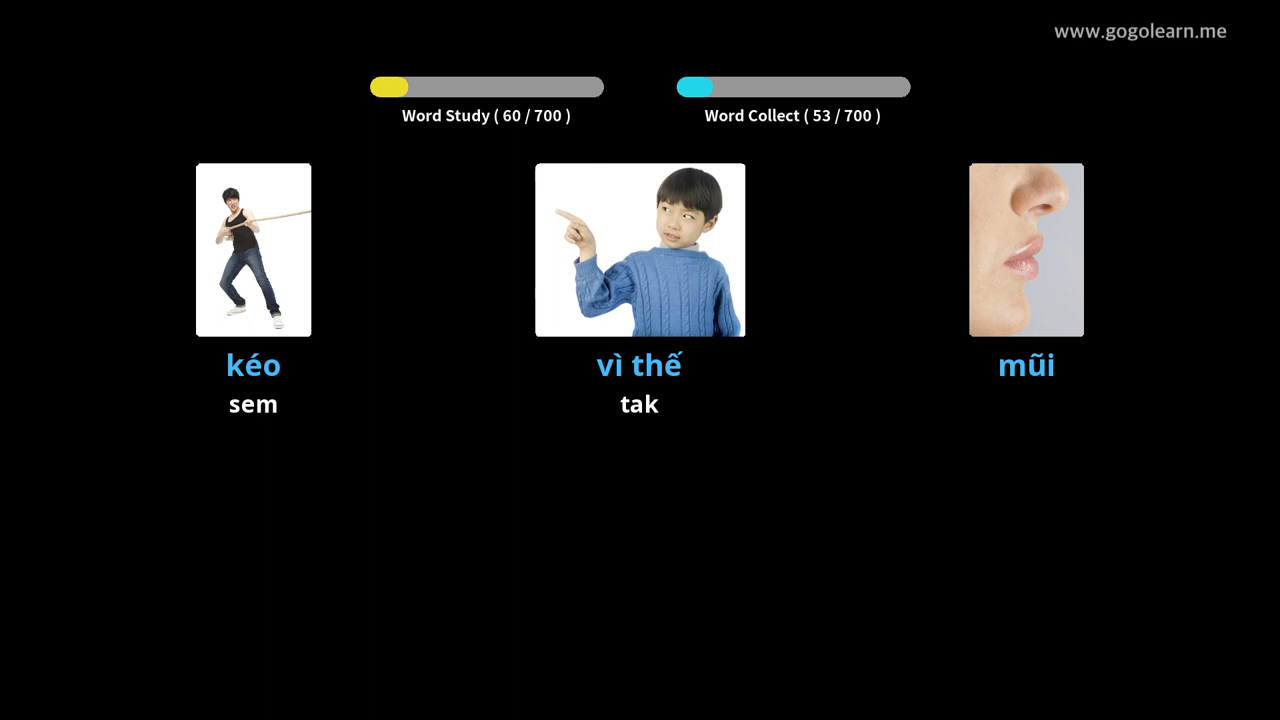 www.gogolearn.me
Word Study ( 60 / 700 )
Word Collect ( 53 / 700 )
kéo
sem
vì thế
tak
mũi